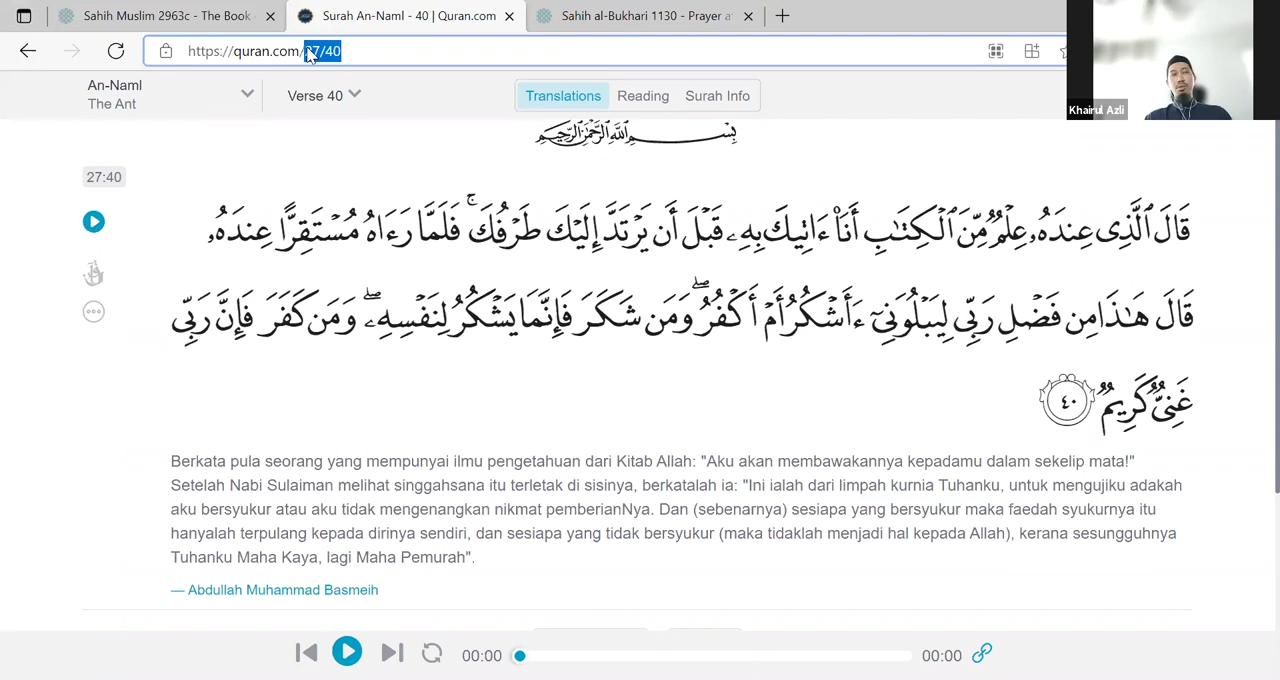 Sahih Muslim 2963c - The Book
Surah An-Naml - 40 | Quran.com
Sahih al-Bukhari 1130 - Prayer a
https://quran.com/27/40
An-Naml
The Ant
Verse 40
Translations
Reading
Surah Info
Khairul Azli
بِسْمِ ٱللَّهِ ٱلرَّحْمَٰنِ ٱلرَّحِيمِ
27:40
قَالَ ٱلَّذِى عِندَهُۥ عِلْمٌ مِّنَ ٱلْكِتَٰبِ أَنَا۠ ءَاتِيكَ بِهِۦ قَبْلَ أَن يَرْتَدَّ إِلَيْكَ طَرْفُكَ ۚ فَلَمَّا رَءَاهُ مُسْتَقِرًّا عِندَهُۥ
قَالَ هَٰذَا مِن فَضْلِ رَبِّى لِيَبْلُوَنِىٓ ءَأَشْكُرُ أَمْ أَكْفُرُ ۖ وَمَن شَكَرَ فَإِنَّمَا يَشْكُرُ لِنَفْسِهِۦ ۖ وَمَن كَفَرَ فَإِنَّ رَبِّى
غَنِىٌّ كَرِيمٌ ٤٠
Berkata pula seorang yang mempunyai ilmu pengetahuan dari Kitab Allah: "Aku akan membawakannya kepadamu dalam sekelip mata!"
Setelah Nabi Sulaiman melihat singgahsana itu terletak di sisinya, berkatalah ia: "Ini ialah dari limpah kurnia Tuhanku, untuk mengujiku adakah
aku bersyukur atau aku tidak mengenangkan nikmat pemberianNya. Dan (sebenarnya) sesiapa yang bersyukur maka faedah syukurnya itu
hanyalah terpulang kepada dirinya sendiri, dan sesiapa yang tidak bersyukur (maka tidaklah menjadi hal kepada Allah), kerana sesungguhnya
Tuhanku Maha Kaya, lagi Maha Pemurah".
— Abdullah Muhammad Basmeih
00:00
00:00